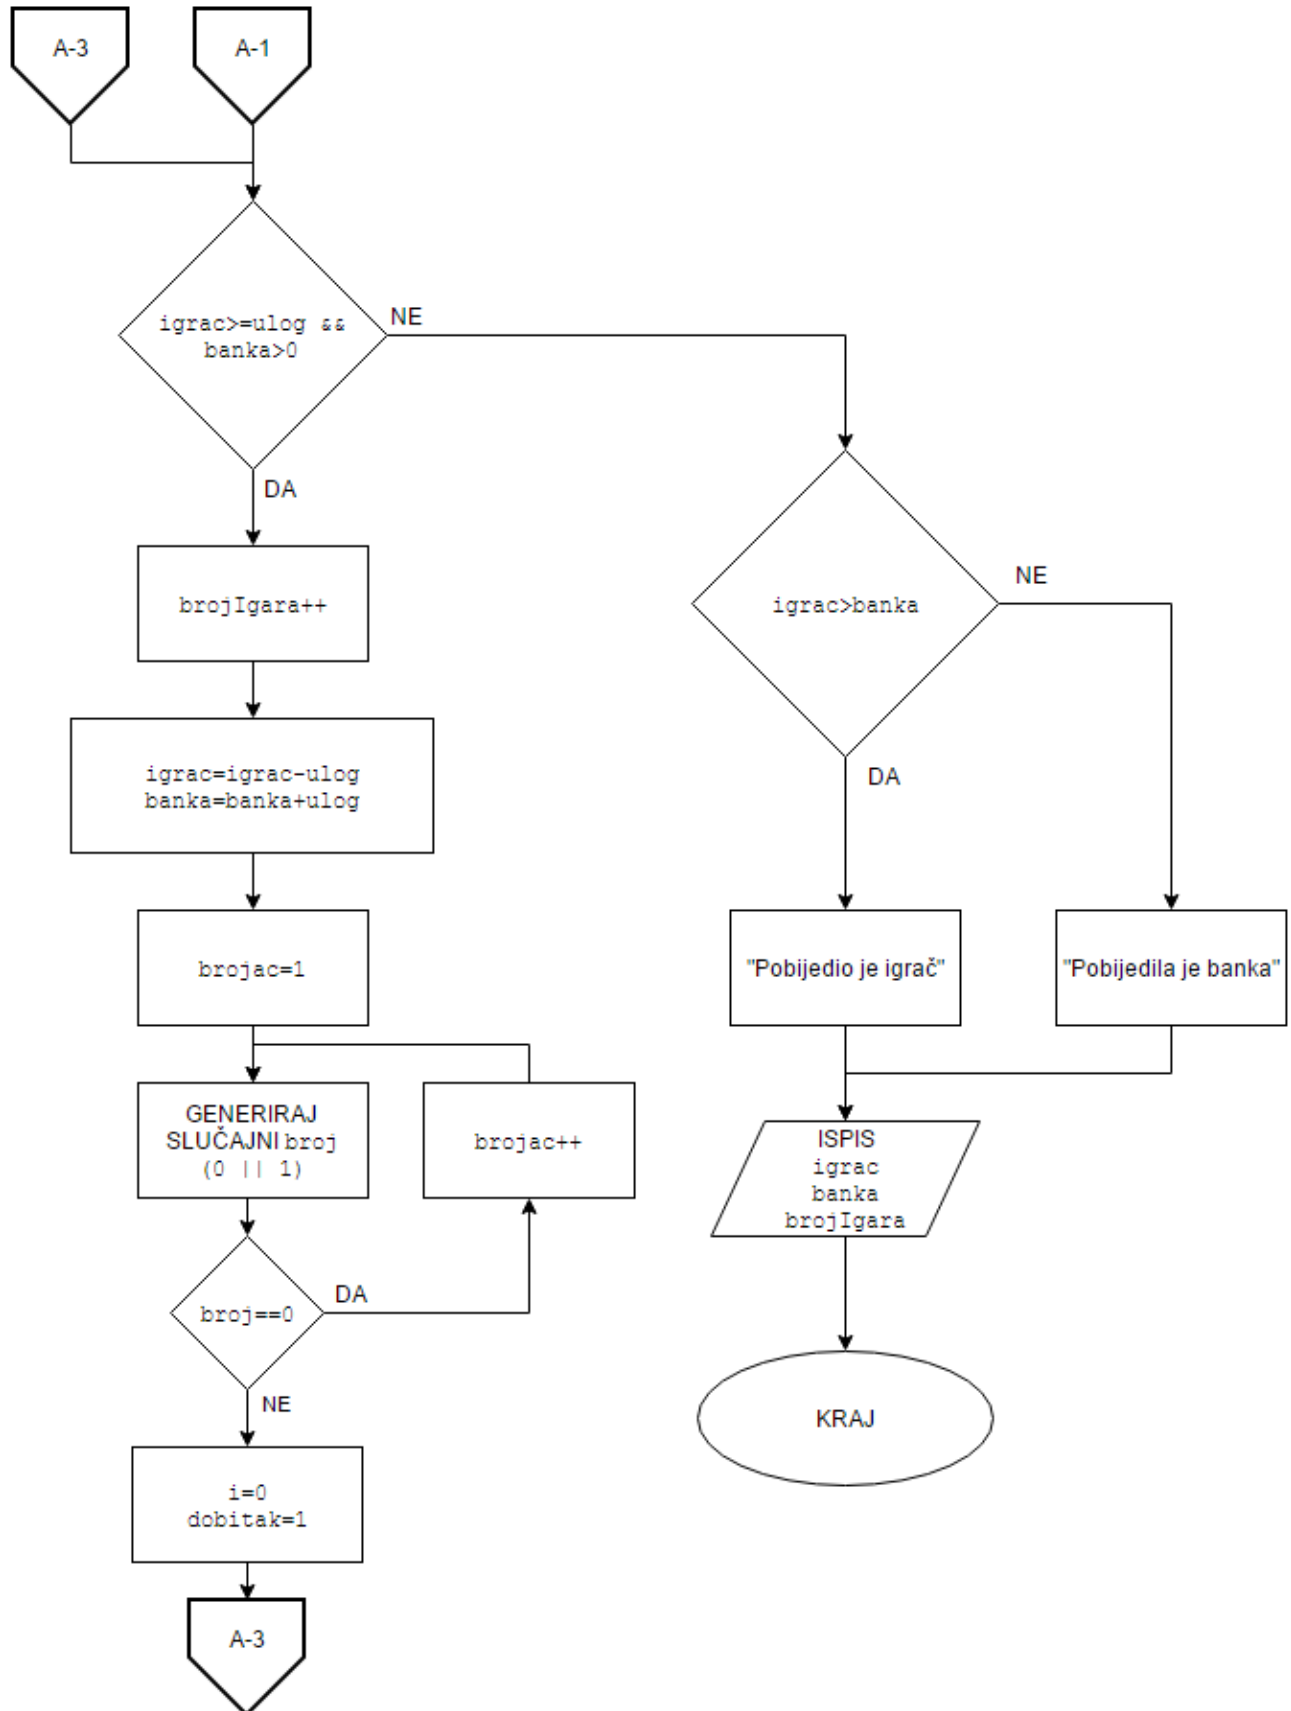 A-3
A-1
igrac>=ulog &&
banka>0
NE
DA
brojIgara++
igrac>banka
NE
igrac=igrac-ulog
banka=banka+ulog
DA
brojac=1
"Pobijedio je igrač"
"Pobijedila je banka"
GENERIRAJ
SLUČAJNI broj
(0 || 1)
brojac++
ISPIS
igrac
banka
brojIgara
broj==0
DA
NE
KRAJ
i=0
dobitak=1
A-3